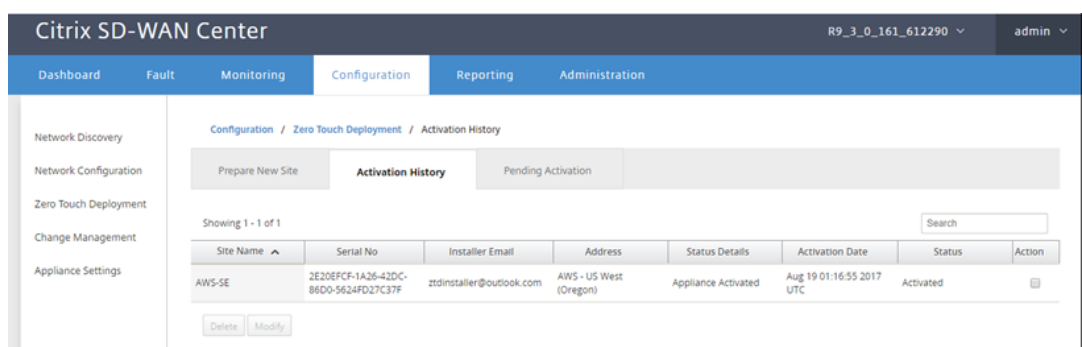 Citrix SD-WAN Center
R9_3_0_161_612290
admin
Dashboard Fault Monitoring Configuration Reporting Administration
Network Discovery
Network Configuration
Zero Touch Deployment
Change Management
Appliance Settings
Configuration / Zero Touch Deployment / Activation History
Prepare New Site Activation History Pending Activation
Showing 1 - 1 of 1
Search
Site Name Serial No Installer Email Address Status Details Activation Date Status Action
AWS-SE
2E20EFCF-1A26-42DC-
86D0-5624FD27C37F
ztdinstaller@outlook.com
AWS - US West
(Oregon)
Appliance Activated
Aug 19 01:16:55 2017
UTC
Activated
Delete Modify